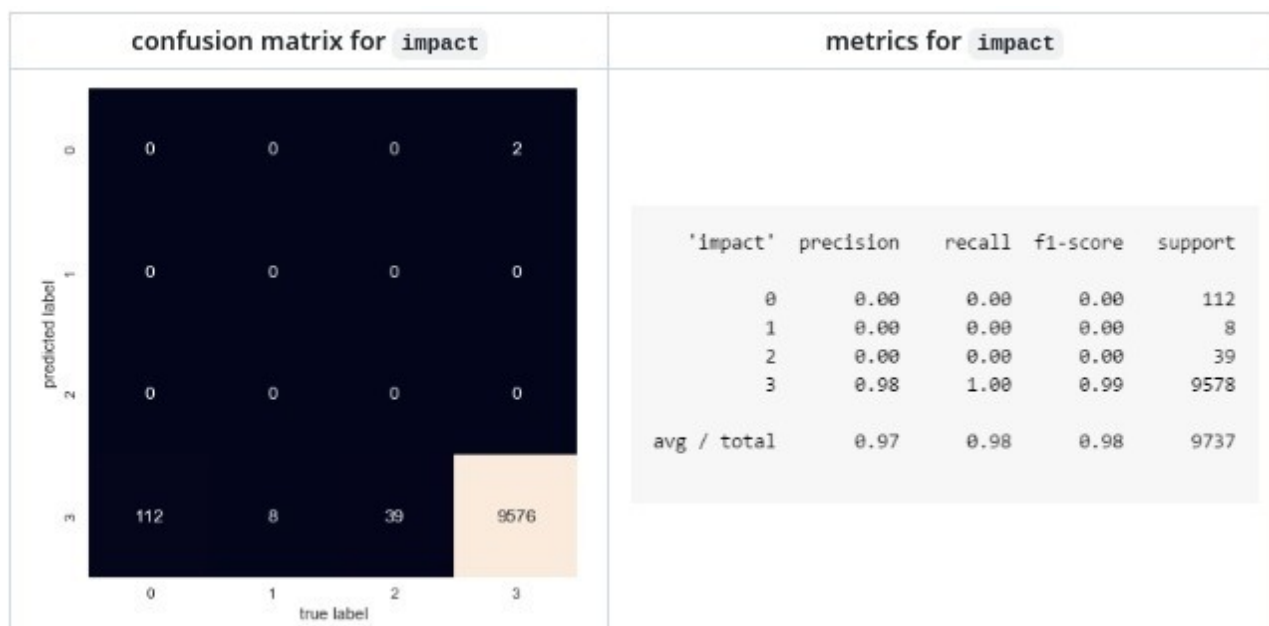 confusion matrix for impact
metrics for impact
0 0 0 0 2
1 0 0 0 0
2 0 0 0 0
3 112 8 39 9576
0 1 2 3
predicted label
true label
'impact' precision recall f1-score support
0 0.00 0.00 0.00 112
1 0.00 0.00 0.00 8
2 0.00 0.00 0.00 39
3 0.98 1.00 0.99 9578
avg / total 0.97 0.98 0.98 9737